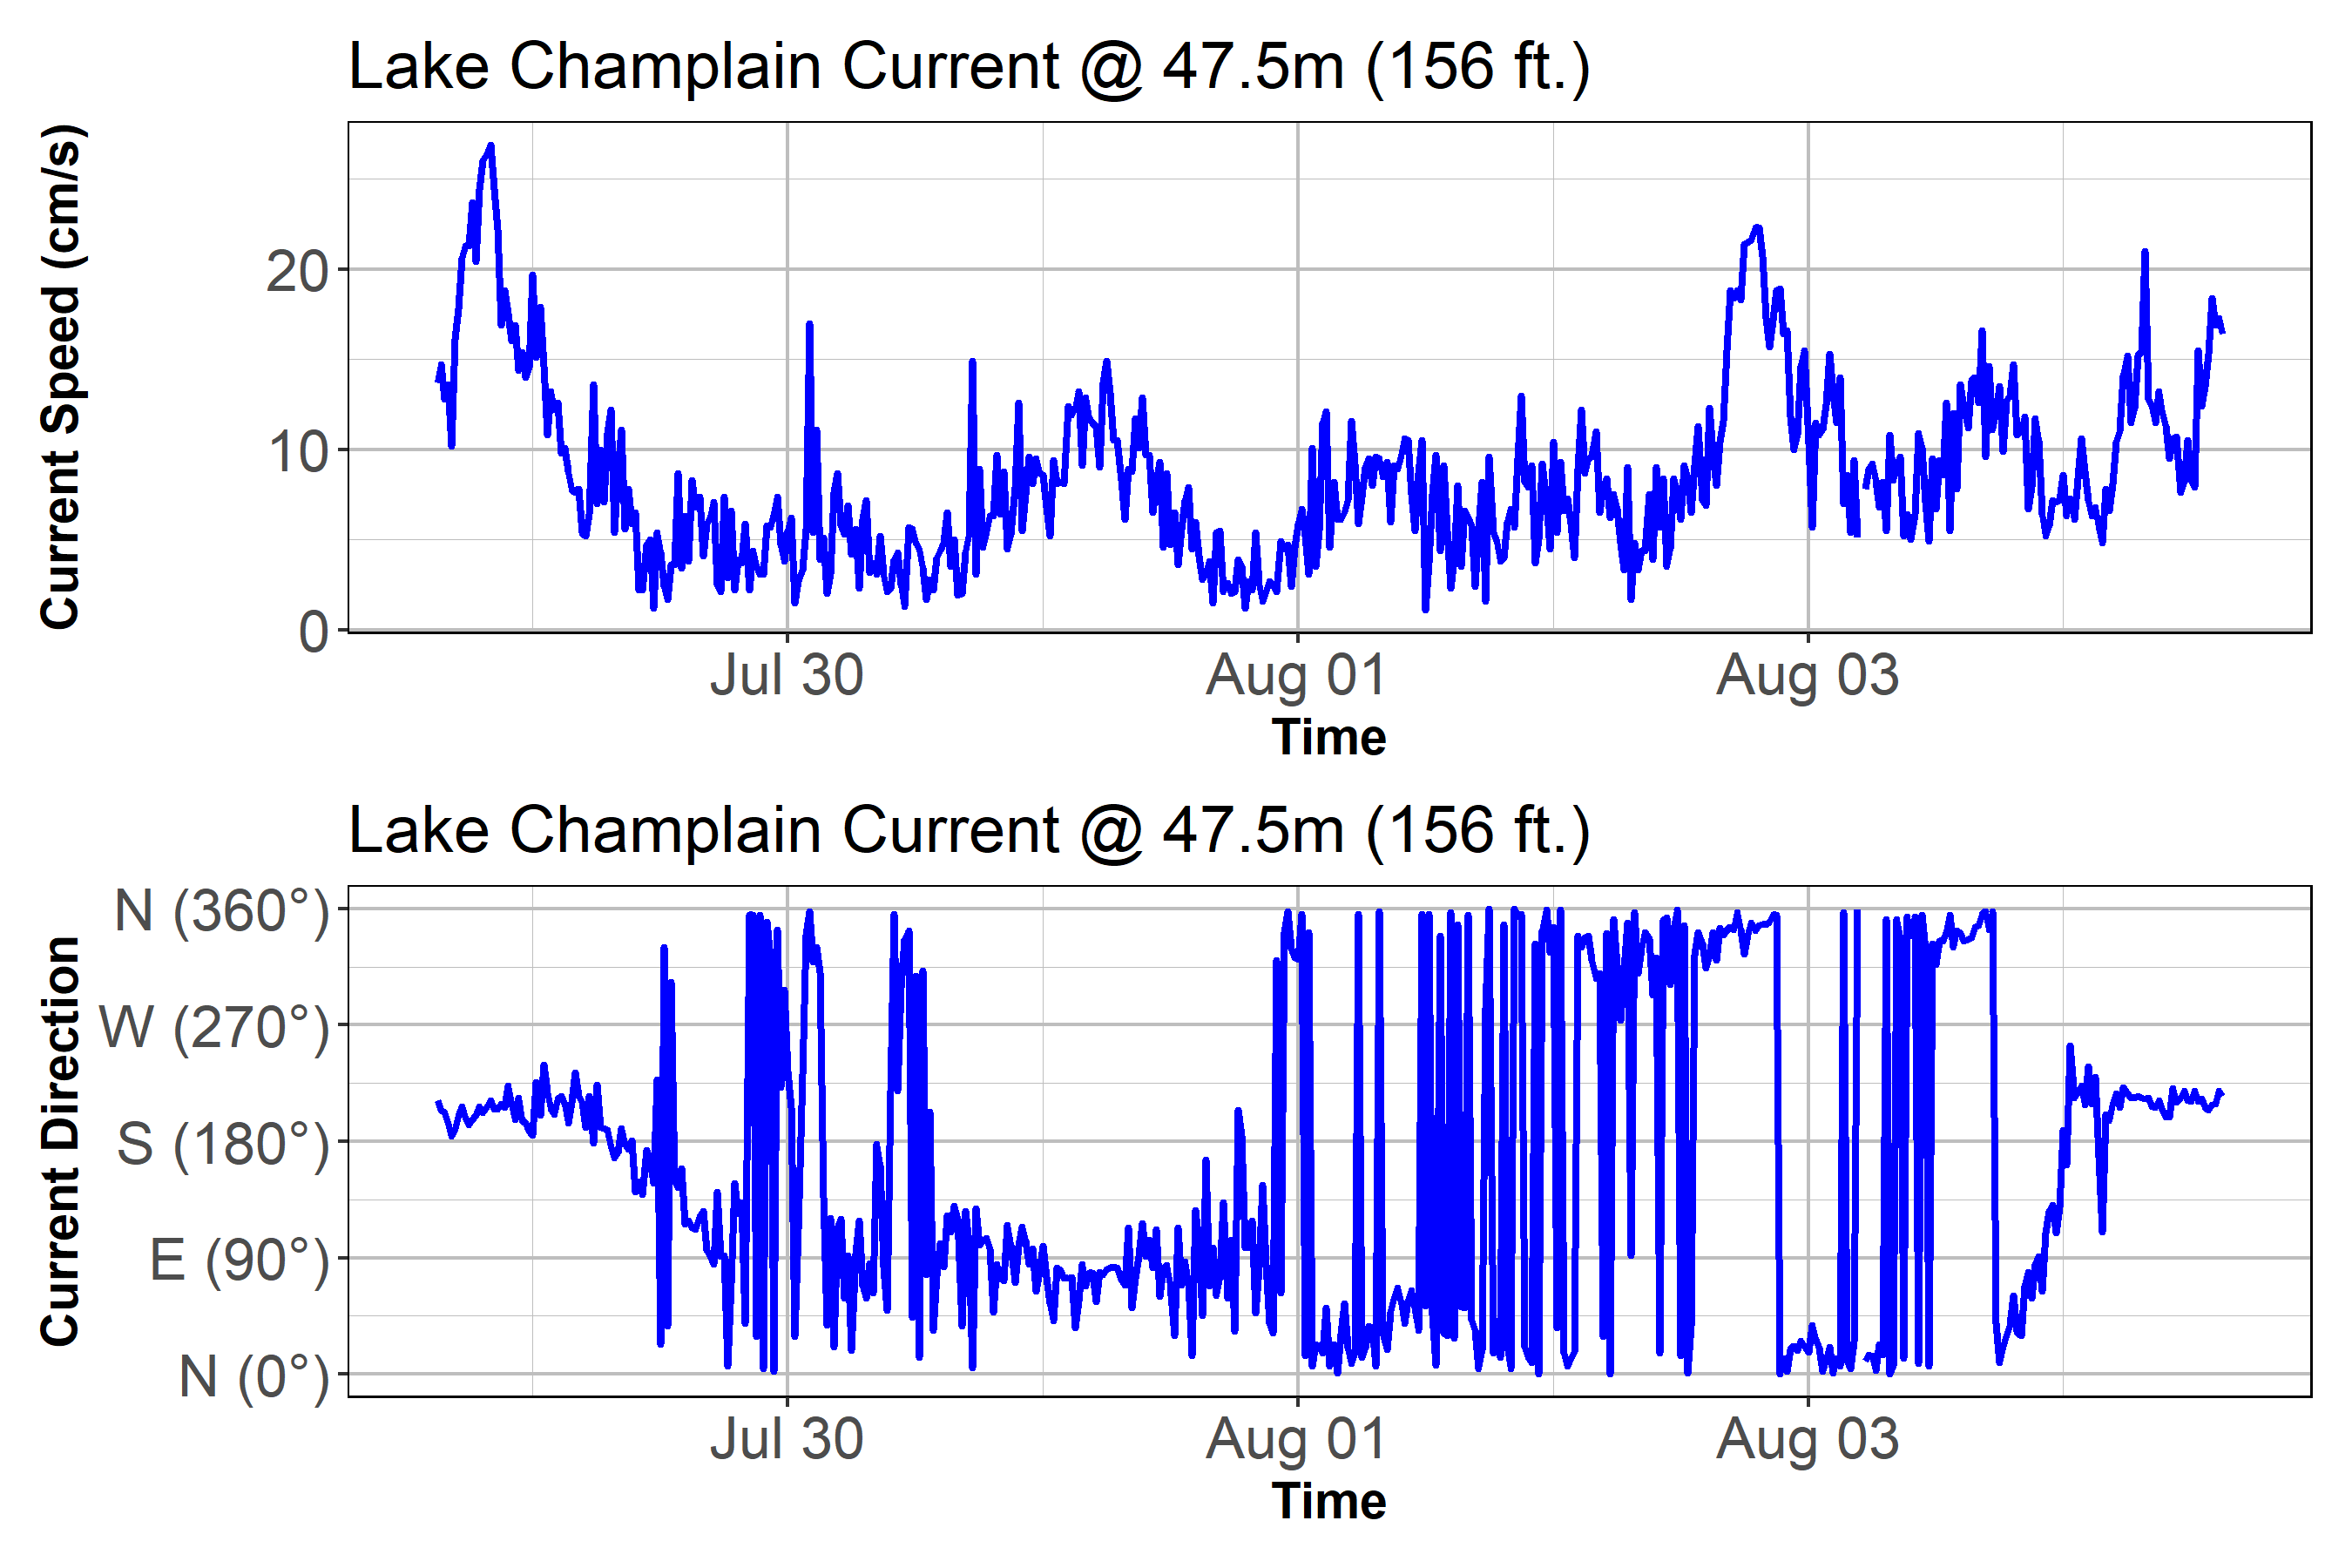 Lake Champlain Current @ 47.5m (156 ft.)
Current Speed (cm/s)
20
10
0
Jul 30 Aug 01 Aug 03
Time
Lake Champlain Current @ 47.5m (156 ft.)
Current Direction
N (360°)
W (270°)
S (180°)
E (90°)
N (0°)
Jul 30 Aug 01 Aug 03
Time